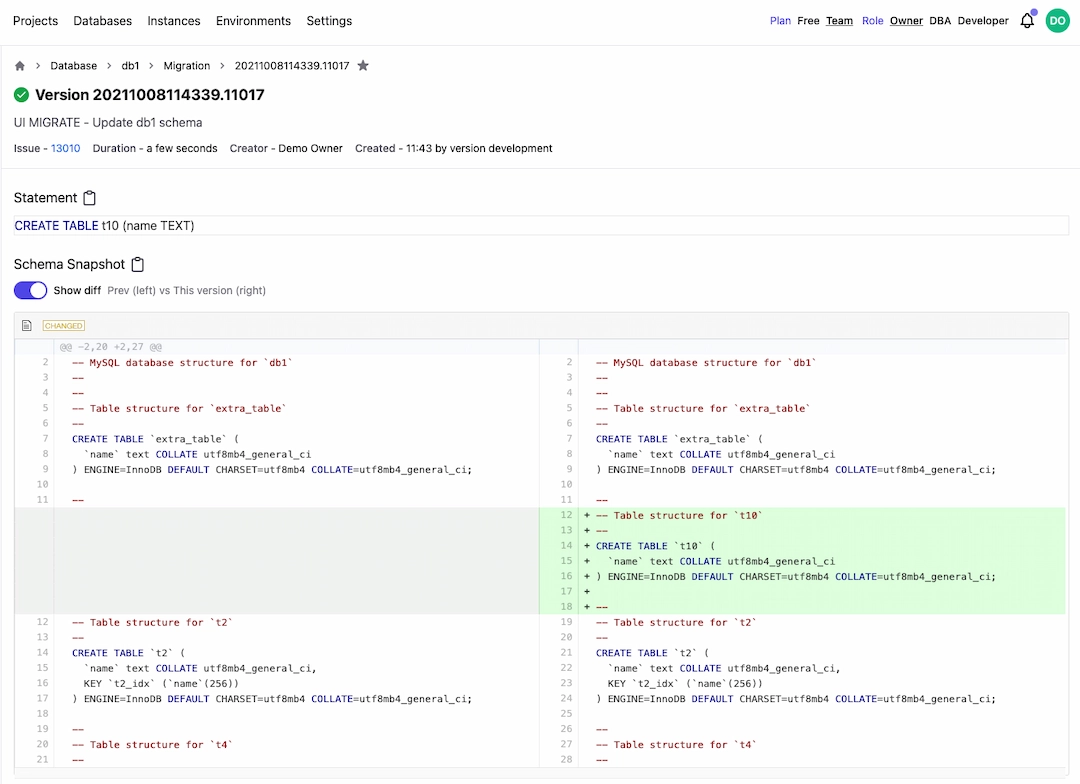 Projects Databases Instances Environments Settings Plan Free Team Role Owner DBA Developer DO
Database > db1 > Migration > 20211008114339.11017
Version 20211008114339.11017
UI MIGRATE - Update db1 schema
Issue - 13010 Duration - a few seconds Creator - Demo Owner Created - 11:43 by version development
Statement
CREATE TABLE t10 (name TEXT)
Schema Snapshot
Show diff Prev (left) vs This version (right)
CHANGED
@@ -2,20 +2,27 @@
2 -- MySQL database structure for `db1` 2 -- MySQL database structure for `db1`
3 -- 3 --
4 -- 4 --
5 -- Table structure for `extra_table` 5 -- Table structure for `extra_table`
6 -- 6 --
7 CREATE TABLE `extra_table` ( 7 CREATE TABLE `extra_table` (
8 `name` text COLLATE utf8mb4_general_ci 8 `name` text COLLATE utf8mb4_general_ci
9 ) ENGINE=InnoDB DEFAULT CHARSET=utf8mb4 COLLATE=utf8mb4_general_ci; 9 ) ENGINE=InnoDB DEFAULT CHARSET=utf8mb4 COLLATE=utf8mb4_general_ci;
10 10
11 -- 11 --
12 + -- Table structure for `t10`
13 + --
14 + CREATE TABLE `t10` (
15 + `name` text COLLATE utf8mb4_general_ci
16 + ) ENGINE=InnoDB DEFAULT CHARSET=utf8mb4 COLLATE=utf8mb4_general_ci;
17 +
18 + --
12 -- Table structure for `t2` 19 -- Table structure for `t2`
13 -- 20 --
14 CREATE TABLE `t2` ( 21 CREATE TABLE `t2` (
15 `name` text COLLATE utf8mb4_general_ci, 22 `name` text COLLATE utf8mb4_general_ci,
16 KEY `t2_idx` (`name`(256)) 23 KEY `t2_idx` (`name`(256))
17 ) ENGINE=InnoDB DEFAULT CHARSET=utf8mb4 COLLATE=utf8mb4_general_ci; 24 ) ENGINE=InnoDB DEFAULT CHARSET=utf8mb4 COLLATE=utf8mb4_general_ci;
18 25
19 -- 26 --
20 -- Table structure for `t4` 27 -- Table structure for `t4`
21 -- 28 --